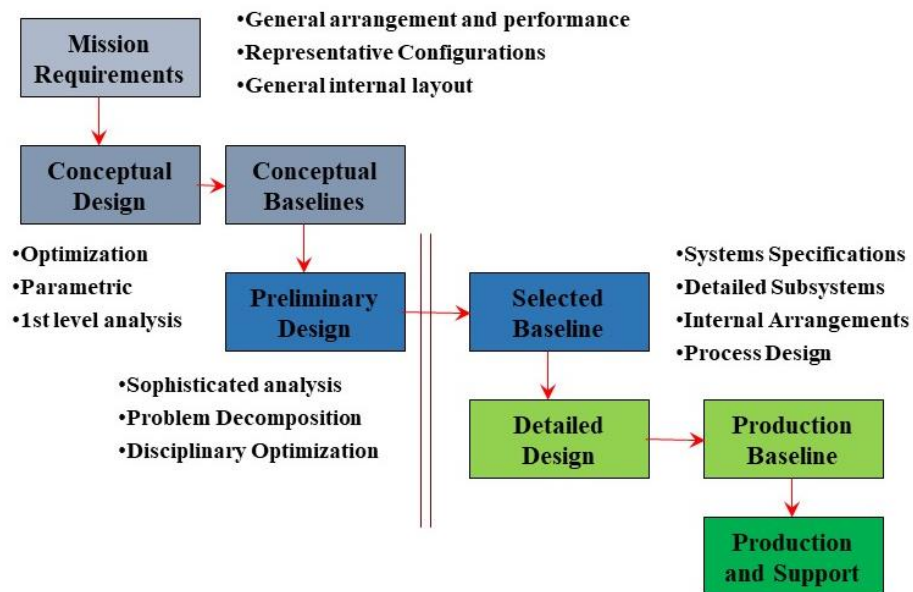 Mission
Requirements
•General arrangement and performance
•Representative Configurations
•General internal layout
Conceptual
Design
Conceptual
Baselines
•Optimization
•Parametric
•1st level analysis
Preliminary
Design
Selected
Baseline
•Systems Specifications
•Detailed Subsystems
•Internal Arrangements
•Process Design
•Sophisticated analysis
•Problem Decomposition
•Disciplinary Optimization
Detailed
Design
Production
Baseline
Production
and Support